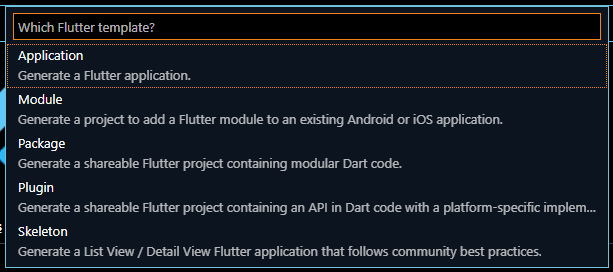 Which Flutter template?
Application
Generate a Flutter application.
Module
Generate a project to add a Flutter module to an existing Android or iOS application.
Package
Generate a shareable Flutter project containing modular Dart code.
Plugin
Generate a shareable Flutter project containing an API in Dart code with a platform-specific implem...
Skeleton
Generate a List View / Detail View Flutter application that follows community best practices.